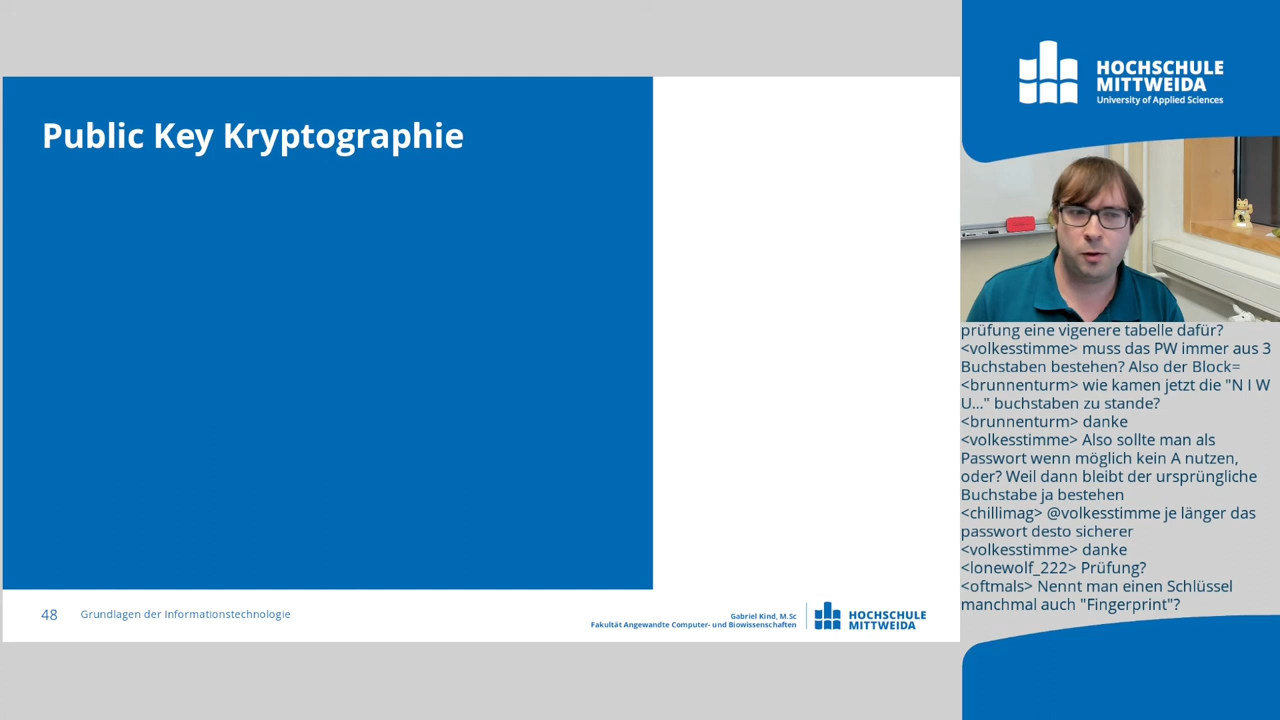 Public Key Kryptographie
48 Grundlagen der Informationstechnologie
Gabriel Kind, M.Sc
Fakultät Angewandte Computer- und Biowissenschaften
HOCHSCHULE
MITTWEIDA
HOCHSCHULE
MITTWEIDA
University of Applied Sciences
prüfung eine vigenere tabelle dafür?
<volkesstimme> muss das PW immer aus 3
Buchstaben bestehen? Also der Block=
<brunnenturm> wie kamen jetzt die "N I W
U..." buchstaben zu stande?
<brunnenturm> danke
<volkesstimme> Also sollte man als
Passwort wenn möglich kein A nutzen,
oder? Weil dann bleibt der ursprüngliche
Buchstabe ja bestehen
<chillimag> @volkesstimme je länger das
passwort desto sicherer
<volkesstimme> danke
<lonewolf_222> Prüfung?
<oftmals> Nennt man einen Schlüssel
manchmal auch "Fingerprint"?